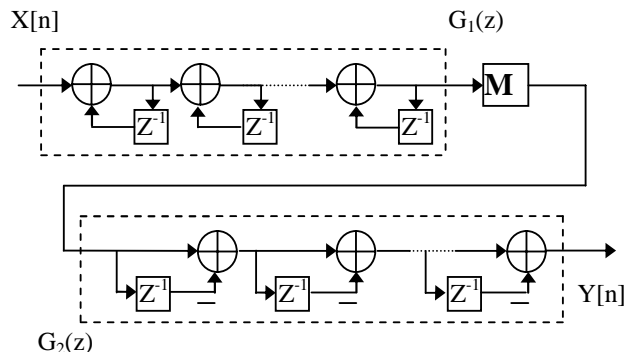 X[n] G₁(z)
M
Z⁻¹ Z⁻¹ Z⁻¹
Z⁻¹ Z⁻¹ Z⁻¹
Y[n]
G₂(z)